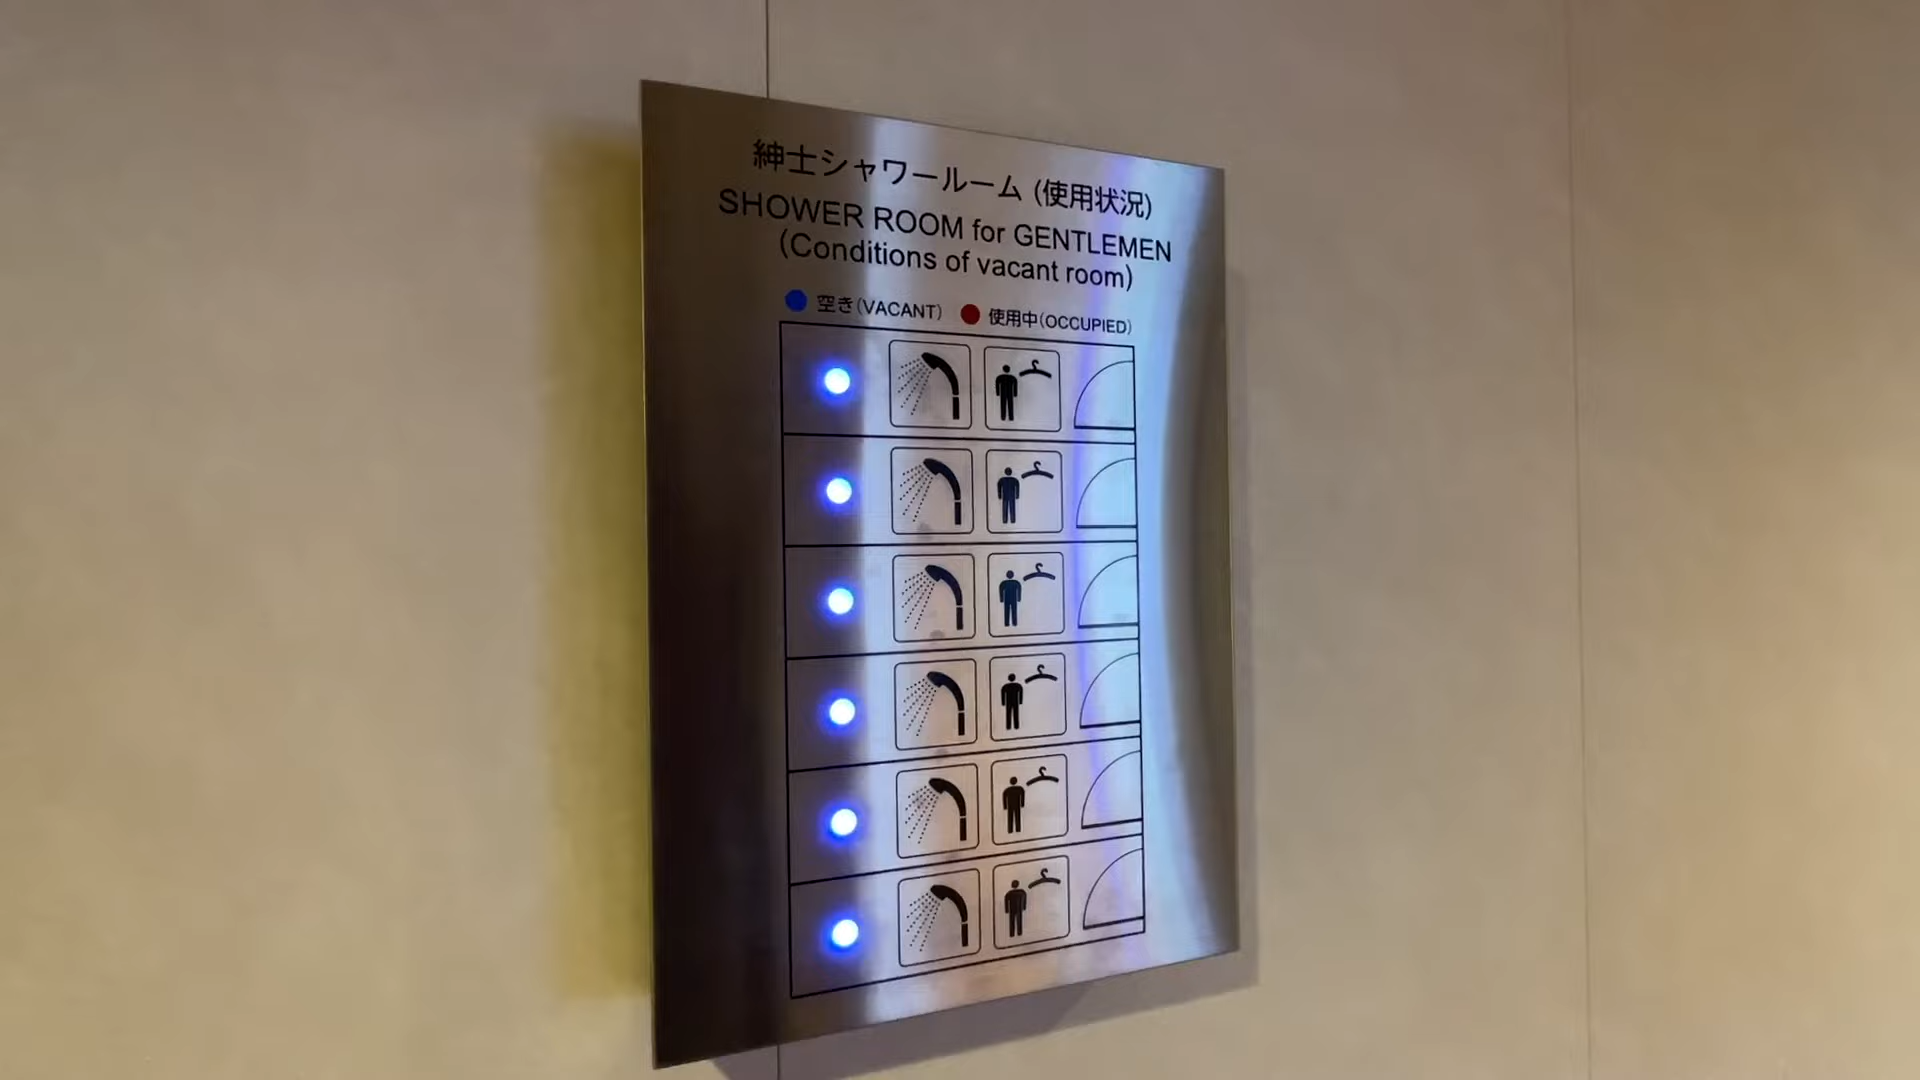 紳士シャワールーム (使用状況)
SHOWER ROOM for GENTLEMEN
(Conditions of vacant room)
空き(VACANT) 使用中(OCCUPIED)